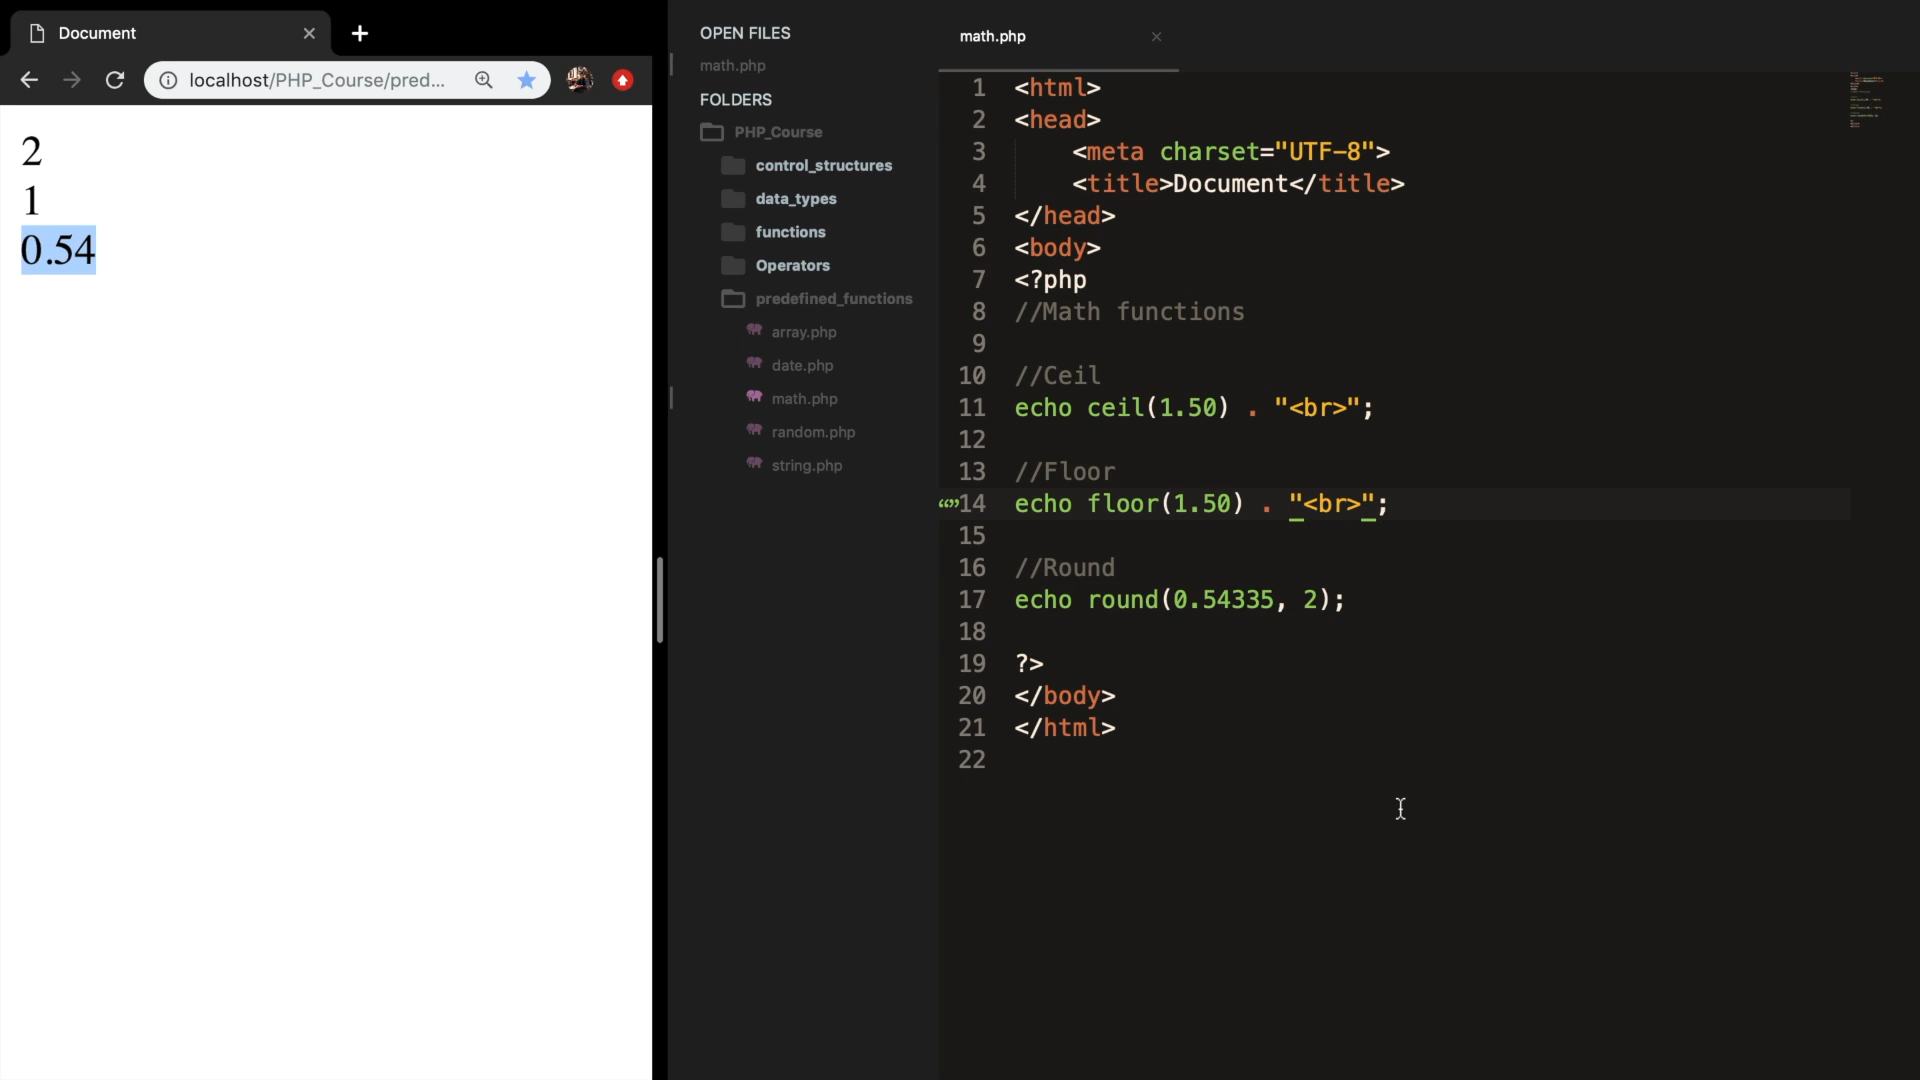 Document
localhost/PHP_Course/pred...
2
1
0.54
OPEN FILES
math.php
FOLDERS
PHP_Course
control_structures
data_types
functions
Operators
predefined_functions
array.php
date.php
math.php
random.php
string.php
math.php
1 <html>
2 <head>
3 <meta charset="UTF-8">
4 <title>Document</title>
5 </head>
6 <body>
7 <?php
8 //Math functions
9
10 //Ceil
11 echo ceil(1.50) . "<br>";
12
13 //Floor
14 echo floor(1.50) . "<br>";
15
16 //Round
17 echo round(0.54335, 2);
18
19 ?>
20 </body>
21 </html>
22